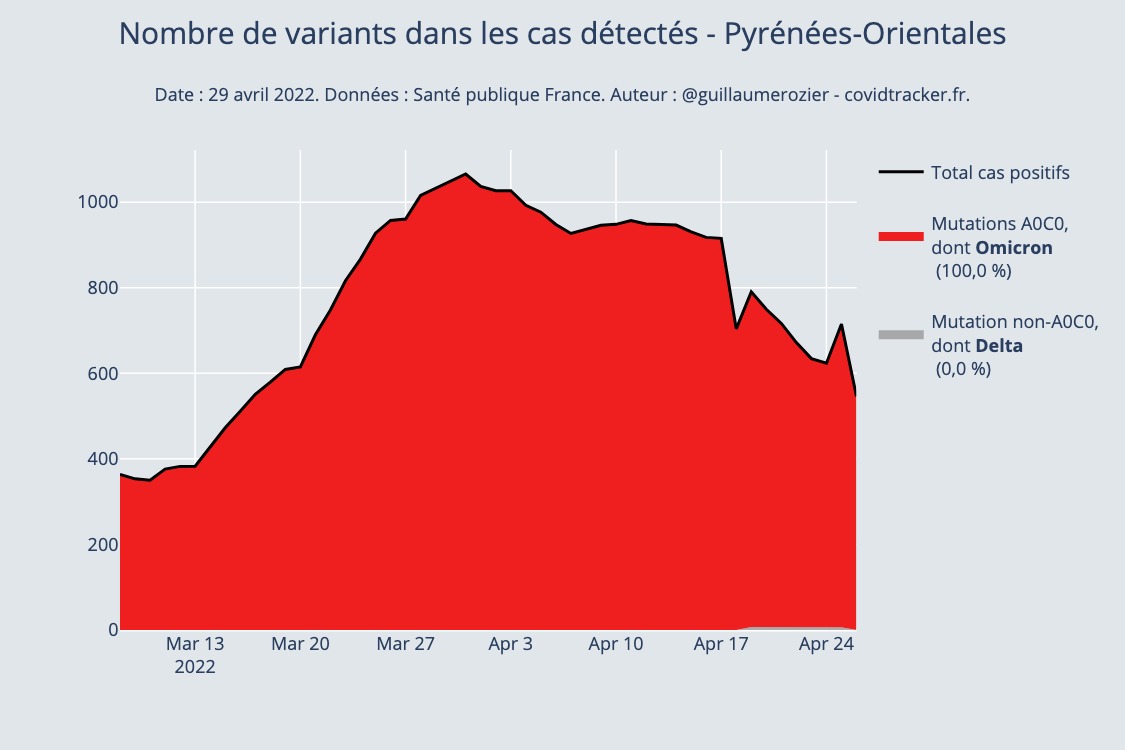 Nombre de variants dans les cas détectés - Pyrénées-Orientales
Date : 29 avril 2022. Données : Santé publique France. Auteur : @guillaumerozier - covidtracker.fr.
Total cas positifs
Mutations A0C0,
dont Omicron
(100,0 %)
Mutation non-A0C0,
dont Delta
(0,0 %)
1000
800
600
400
200
0
Mar 13
2022
Mar 20
Mar 27
Apr 3
Apr 10
Apr 17
Apr 24